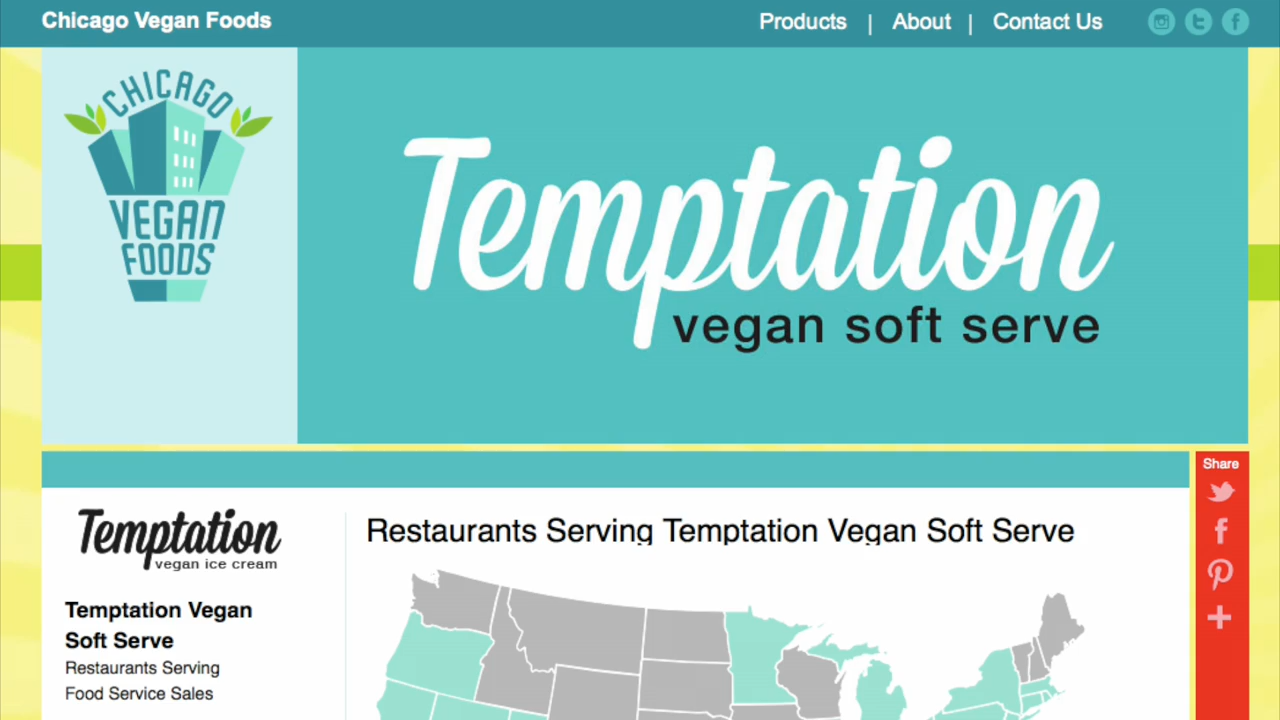 Chicago Vegan Foods
Products | About | Contact Us
CHICAGO
VEGAN
FOODS
Temptation
vegan soft serve
Share
Temptation
vegan ice cream
Restaurants Serving Temptation Vegan Soft Serve
Temptation Vegan
Soft Serve
Restaurants Serving
Food Service Sales